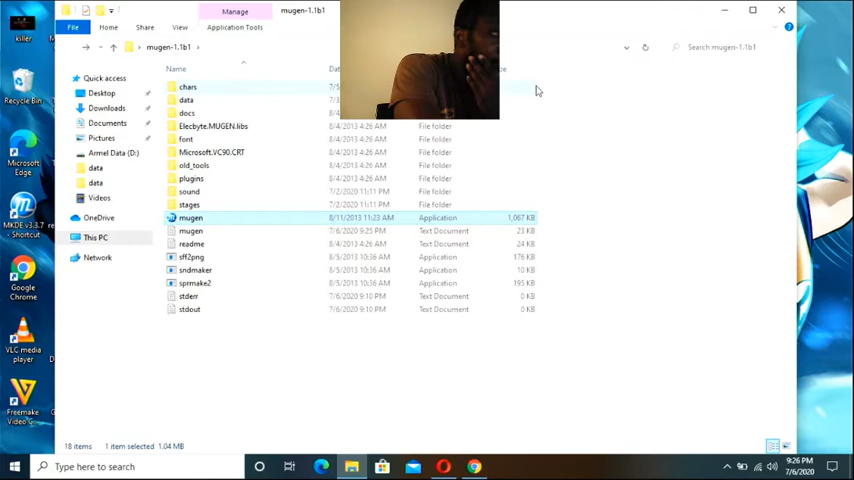 killer
Recycle Bin
Microsoft
Edge
MKDE v3.3.7
- Shortcut
Google
Chrome
VLC media
player
Freemake
Video C
Manage
mugen-1.1b1
File
Home
Share
View
Application Tools
mugen-1.1b1
Search mugen-1.1b1
Quick access
Desktop
Downloads
Documents
Pictures
Armel Data (D:)
data
data
Videos
OneDrive
This PC
Network
Name
chars
data
docs
Elecbyte.MUGEN.libs 8/4/2013 4:26 AM File folder
font 8/4/2013 4:26 AM File folder
Microsoft.VC90.CRT 8/4/2013 4:26 AM File folder
old_tools 8/4/2013 4:26 AM File folder
plugins 8/4/2013 4:26 AM File folder
sound 7/2/2020 11:11 PM File folder
stages 7/2/2020 11:11 PM File folder
mugen 8/11/2013 11:23 AM Application 1,067 KB
mugen 7/6/2020 9:25 PM Text Document 23 KB
readme 8/4/2013 4:26 AM Text Document 24 KB
sff2png 8/5/2013 10:36 AM Application 176 KB
sndmaker 8/5/2013 10:36 AM Application 10 KB
sprmake2 8/5/2013 10:36 AM Application 195 KB
stderr 7/6/2020 9:10 PM Text Document 0 KB
stdout 7/6/2020 9:10 PM Text Document 0 KB
18 items 1 item selected 1.04 MB
Type here to search
9:26 PM
7/6/2020